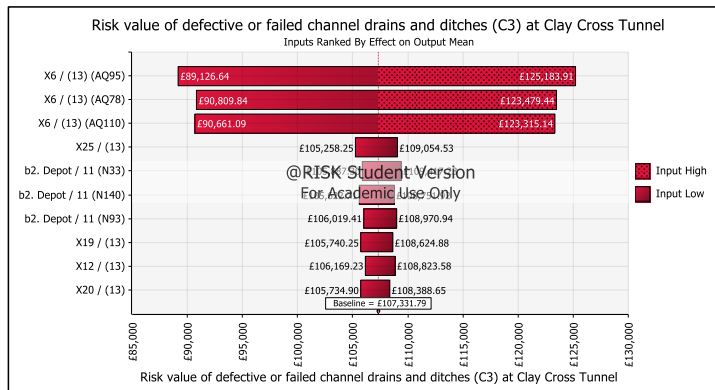 Risk value of defective or failed channel drains and ditches (C3) at Clay Cross Tunnel
Inputs Ranked By Effect on Output Mean
X6 / (13) (AQ95) £89,126.64 £125,183.91
X6 / (13) (AQ78) £90,809.84 £123,479.44
X6 / (13) (AQ110) £90,661.09 £123,315.14
X25 / (13) £105,258.25 £109,054.53
b2. Depot / 11 (N33)
@RISK Student Version
For Academic Use Only
b2. Depot / 11 (N140)
b2. Depot / 11 (N93) £106,019.41 £108,970.94
X19 / (13) £105,740.25 £108,624.88
X12 / (13) £106,169.23 £108,823.58
X20 / (13) £105,734.90 £108,388.65
Baseline = £107,331.79
Input High
Input Low
£85,000 £90,000 £95,000 £100,000 £105,000 £110,000 £115,000 £120,000 £125,000 £130,000
Risk value of defective or failed channel drains and ditches (C3) at Clay Cross Tunnel